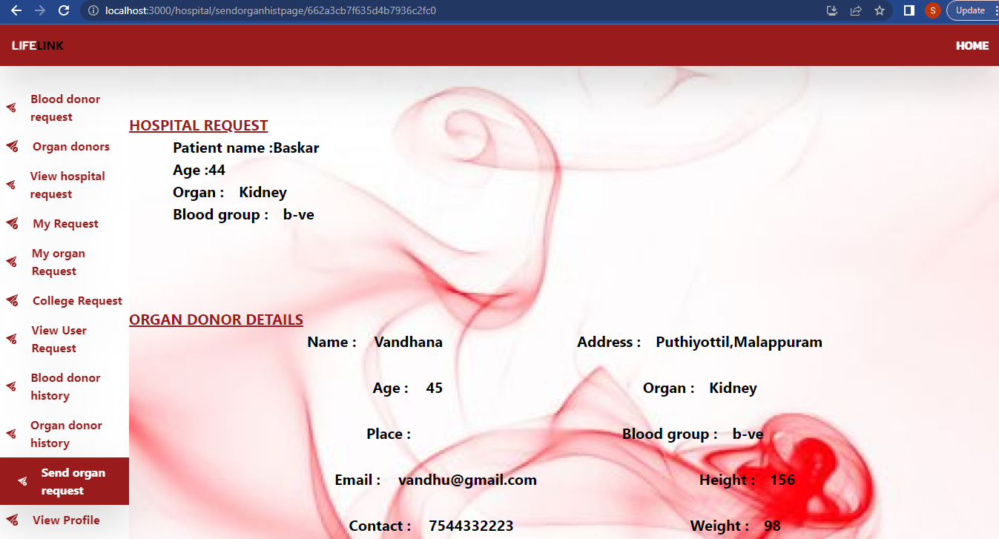 localhost:3000/hospital/sendorganhistpage/662a3cb7f635d4b7936c2fc0
S
Update
LIFELINK
HOME
Blood donor
request
Organ donors
View hospital
request
My Request
My organ
Request
College Request
View User
Request
Blood donor
history
Organ donor
history
Send organ
request
View Profile
HOSPITAL REQUEST
Patient name :Baskar
Age :44
Organ : Kidney
Blood group : b-ve
ORGAN DONOR DETAILS
Name : Vandhana
Address : Puthiyottil,Malappuram
Age : 45
Organ : Kidney
Place :
Blood group : b-ve
Email : vandhu@gmail.com
Height : 156
Contact : 7544332223
Weight : 98